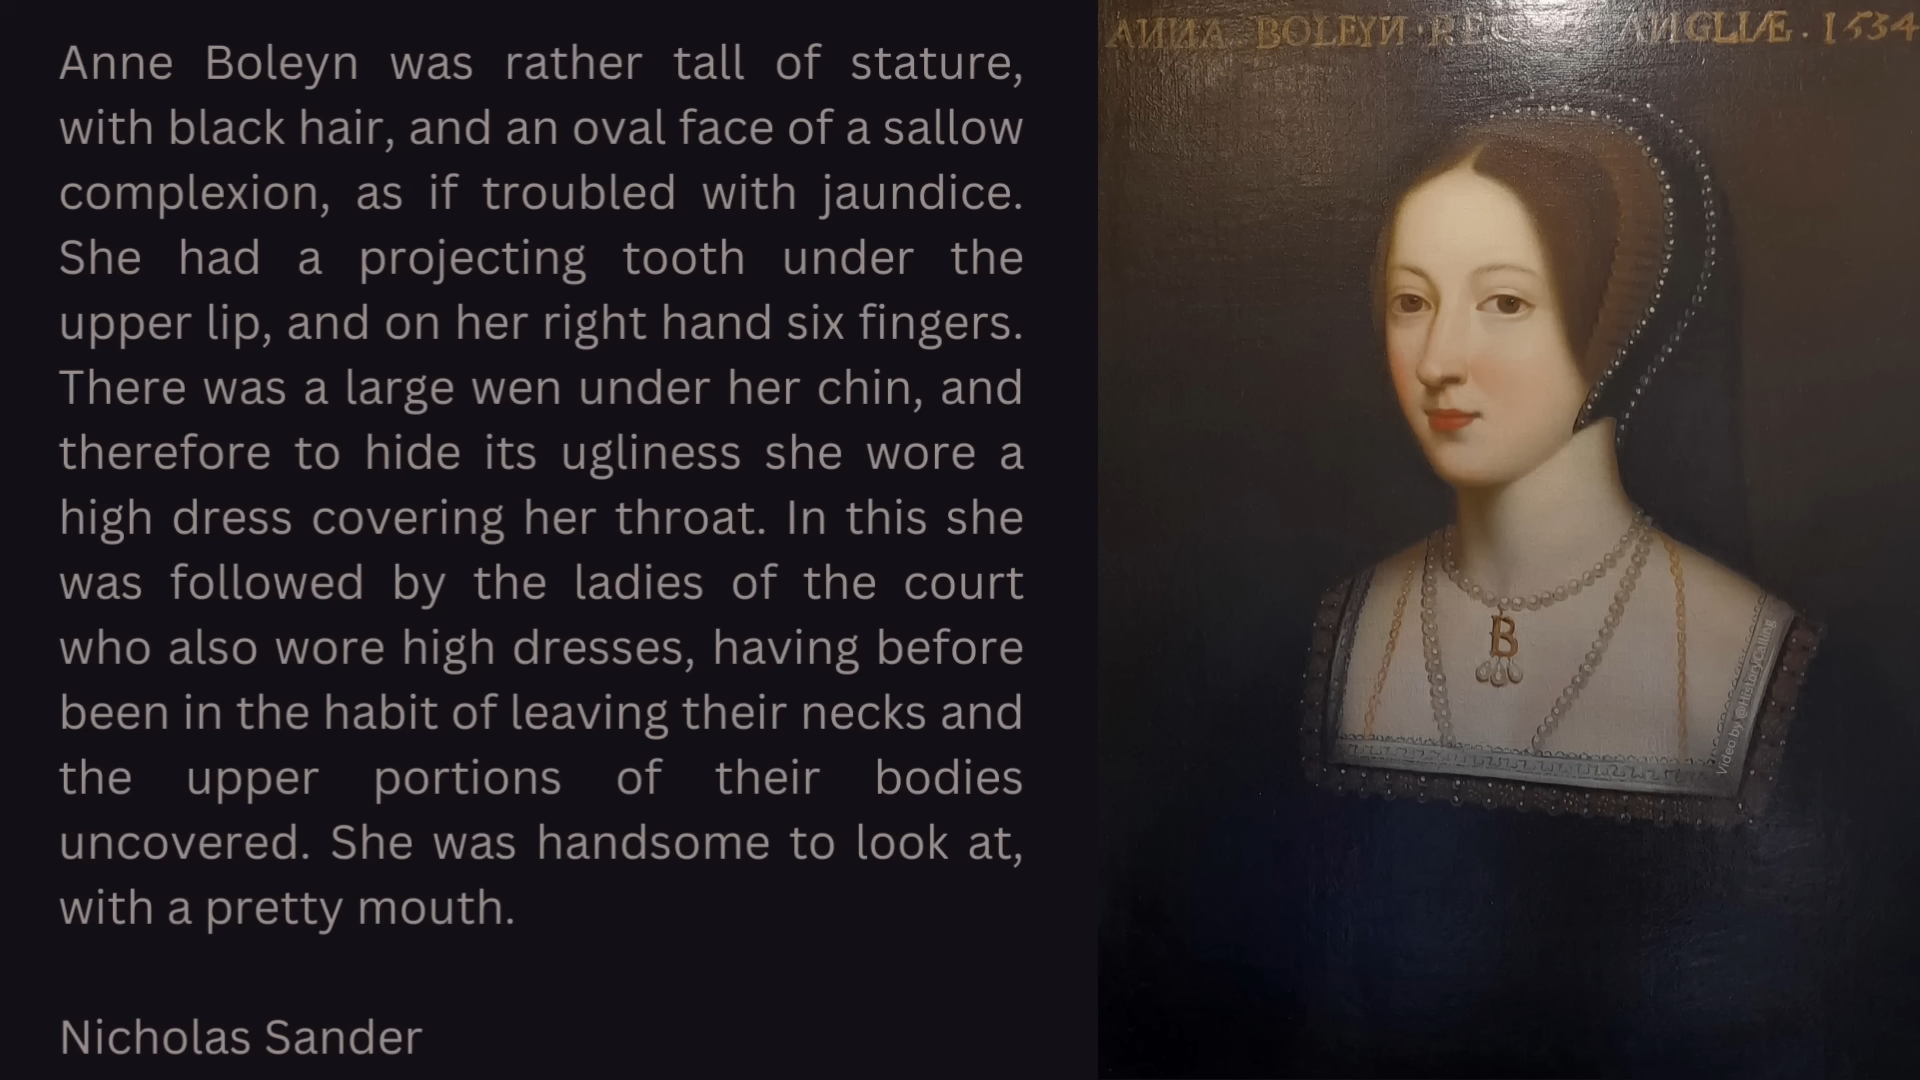 Anne Boleyn was rather tall of stature,
with black hair, and an oval face of a sallow
complexion, as if troubled with jaundice.
She had a projecting tooth under the
upper lip, and on her right hand six fingers.
There was a large wen under her chin, and
therefore to hide its ugliness she wore a
high dress covering her throat. In this she
was followed by the ladies of the court
who also wore high dresses, having before
been in the habit of leaving their necks and
the upper portions of their bodies
uncovered. She was handsome to look at,
with a pretty mouth.
Nicholas Sander
ANNA BOLEYN · ANGLIÆ. 1534
B
Video by @HistoryCalling